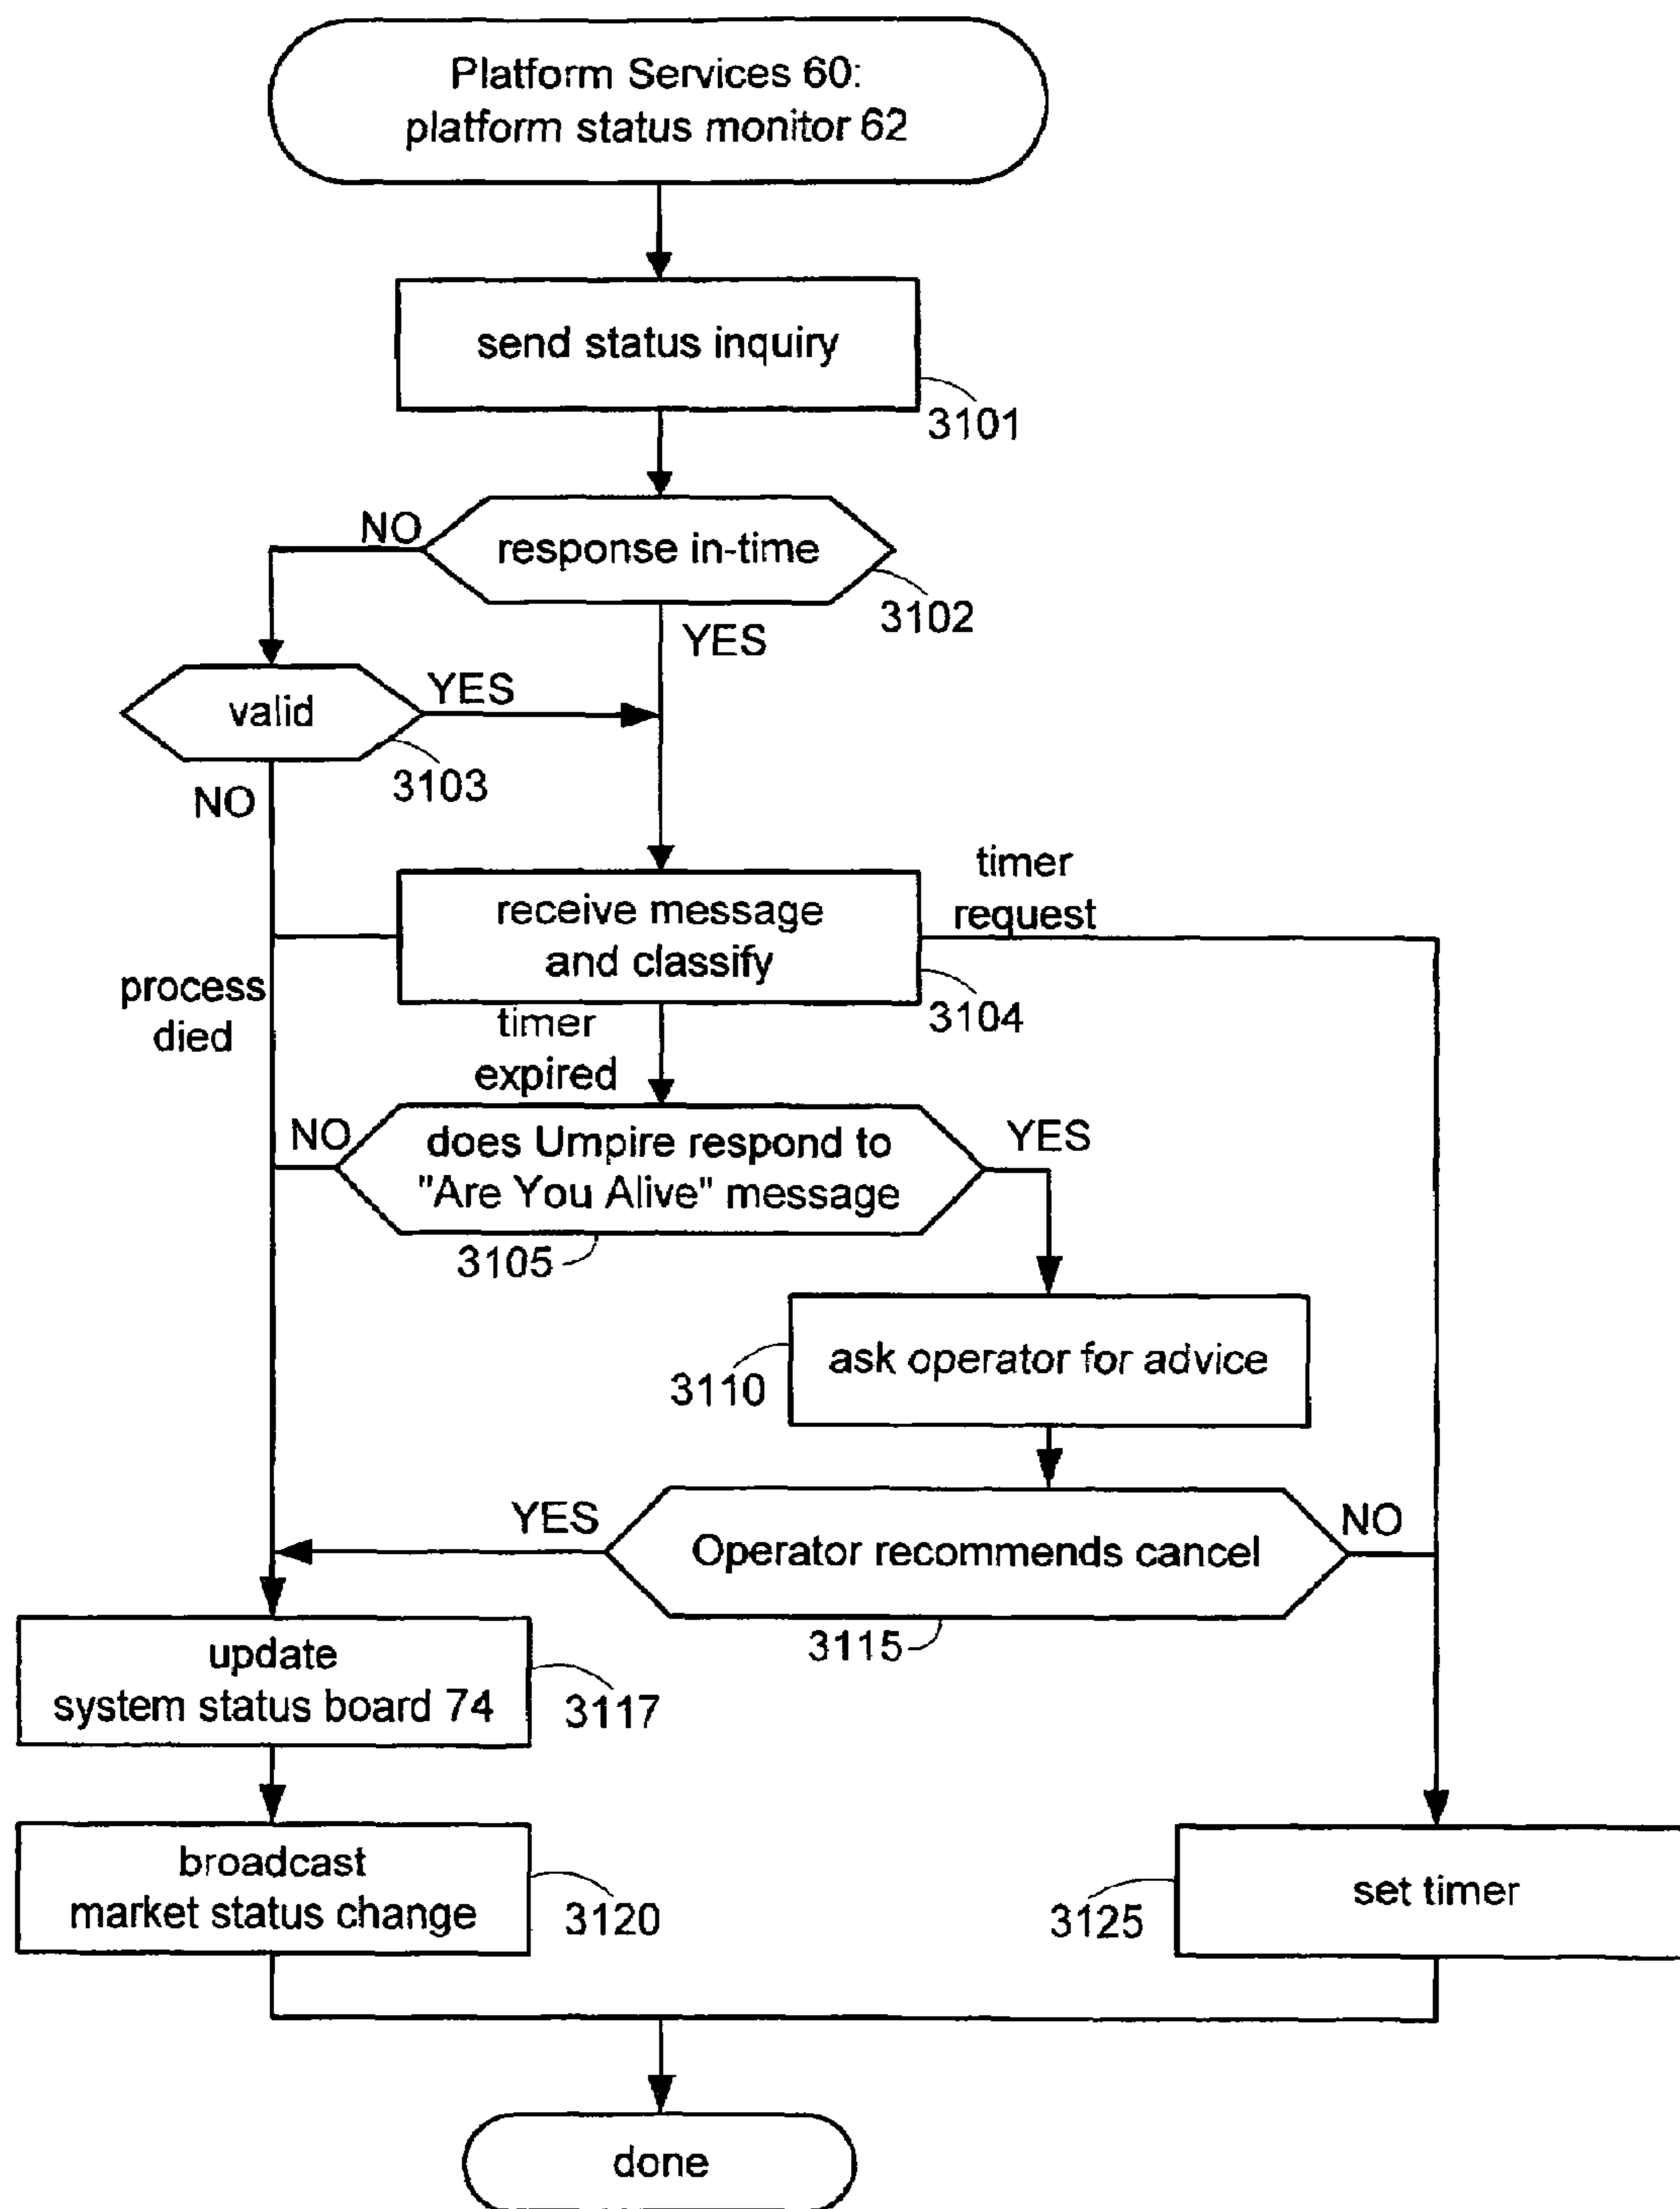 Platform Services 60:
platform status monitor 62
send status inquiry
3101
NO
response in-time
3102
YES
valid
YES
3103
NO
timer
request
receive message
and classify
3104
process
died
timer
expired
NO
does Umpire respond to
"Are You Alive" message
YES
3105
ask operator for advice
3110
YES
Operator recommends cancel
NO
3115
update
system status board 74
3117
broadcast
market status change
3120
set timer
3125
done